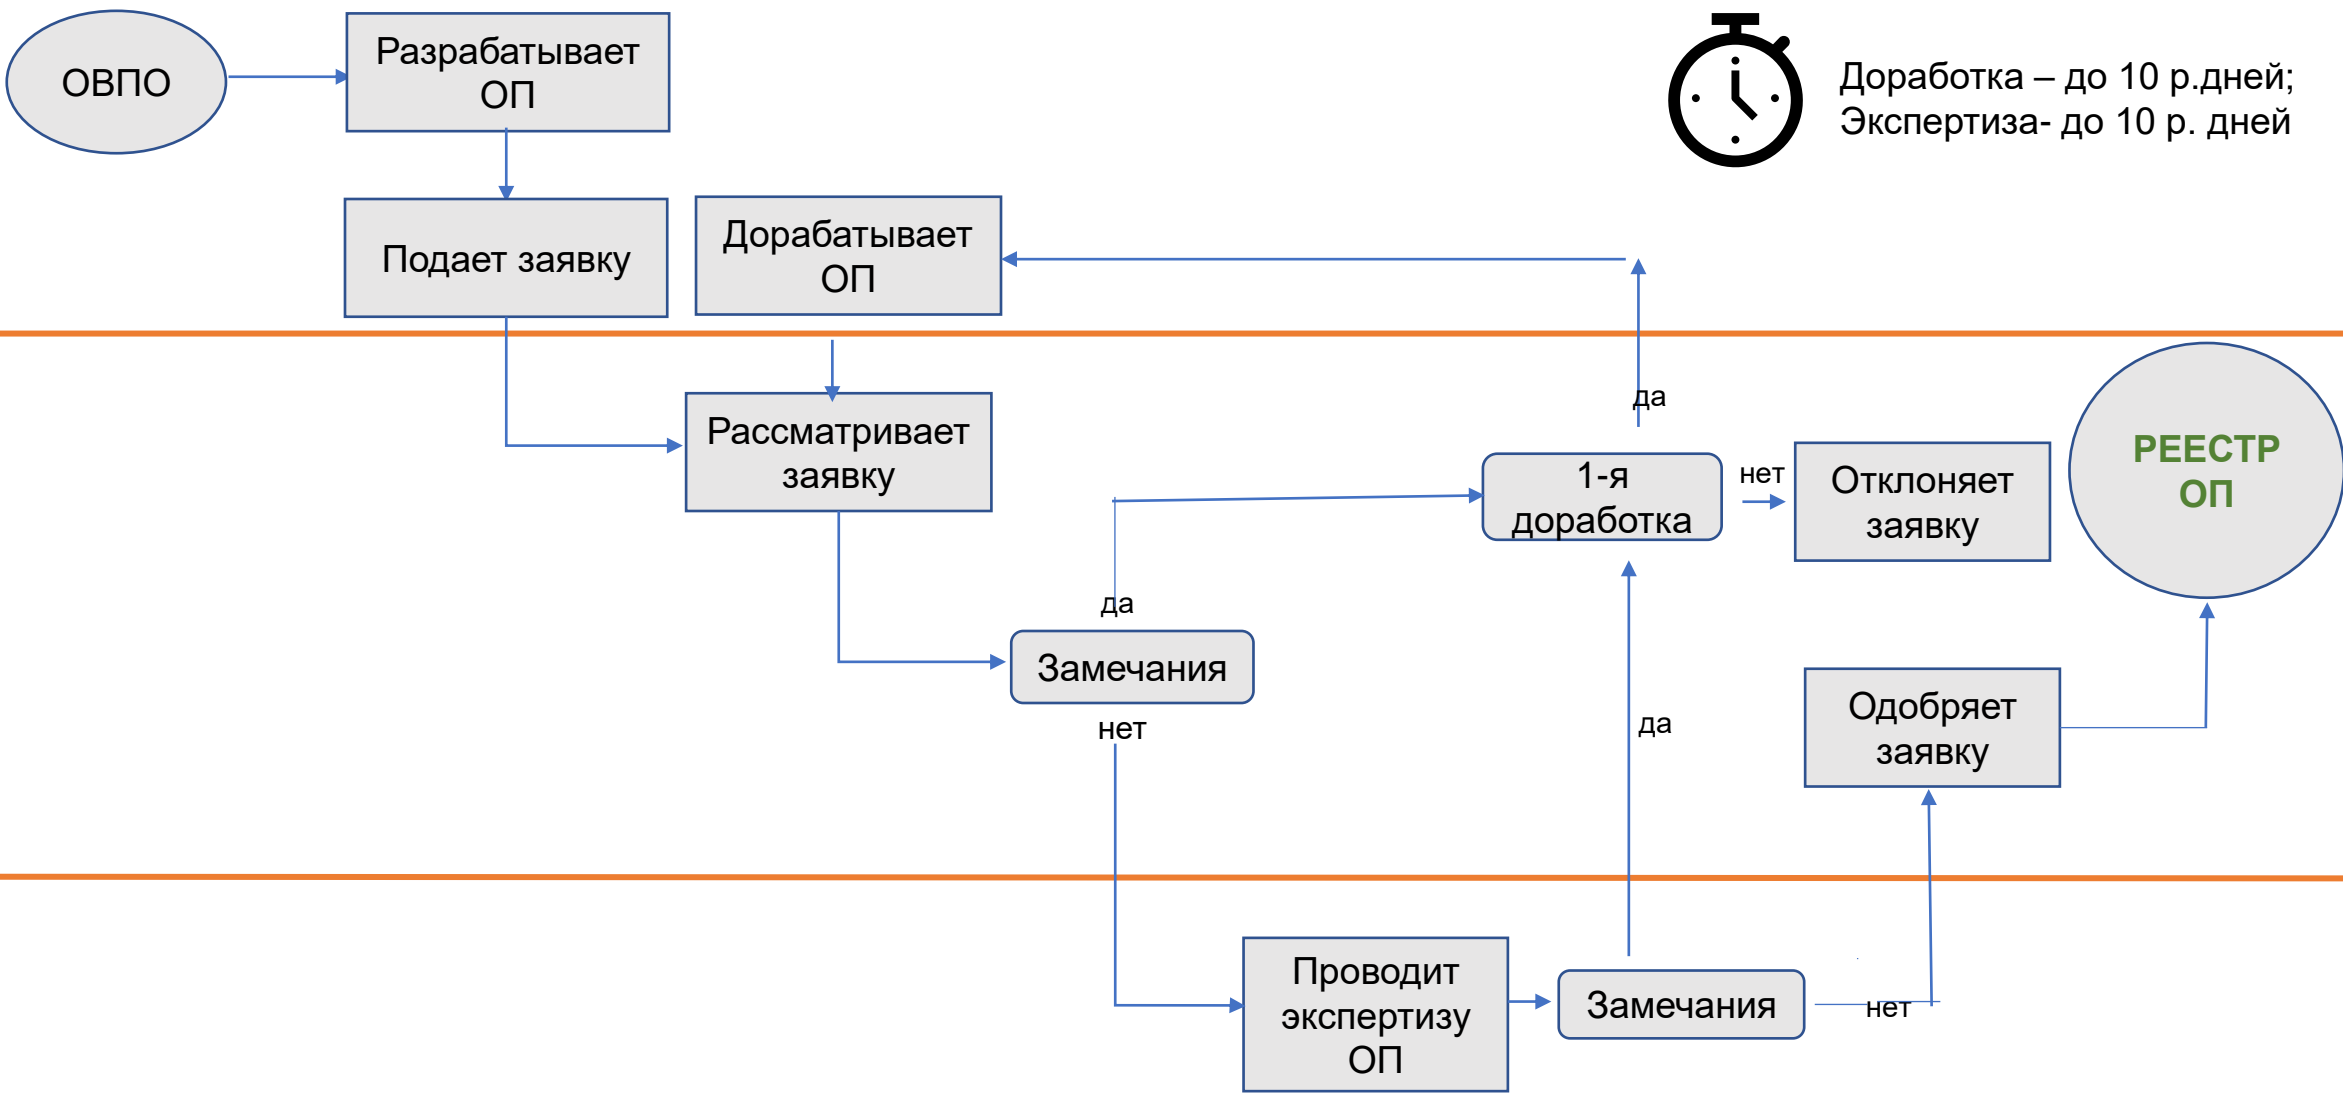 ОВПО
Разрабатывает
ОП
Доработка – до 10 р.дней;
Экспертиза- до 10 р. дней
Подает заявку
Дорабатывает
ОП
да
Рассматривает
заявку
1-я
доработка
нет
Отклоняет
заявку
РЕЕСТР
ОП
да
Замечания
нет
да
Одобряет
заявку
Проводит
экспертизу
ОП
Замечания
нет